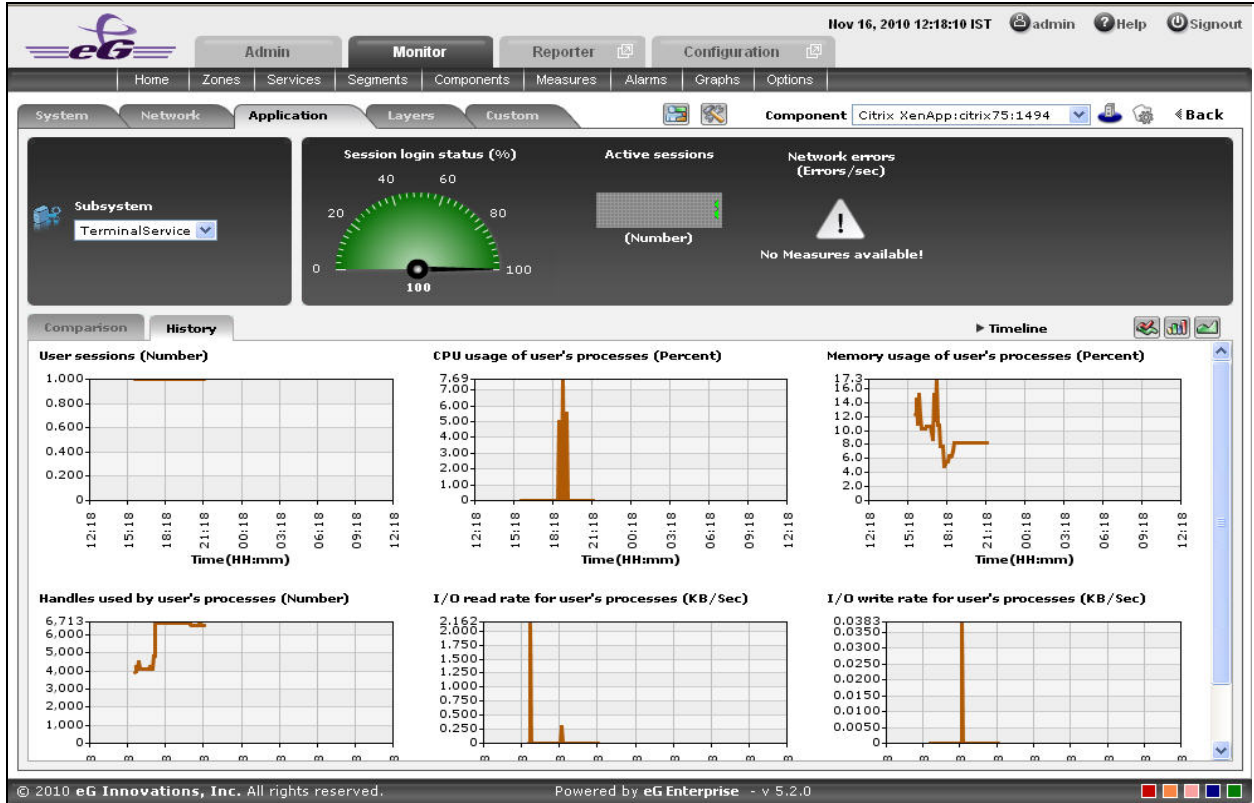 Nov 16, 2010 12:18:10 IST admin Help Signout
eG
Admin Monitor Reporter Configuration
Home Zones Services Segments Components Measures Alarms Graphs Options
System Network Application Layers Custom Component Citrix XenApp:citrix75:1494 Back
Subsystem
TerminalService
Session login status (%)
0 20 40 60 80 100
100
Active sessions
(Number)
Network errors
(Errors/sec)
!
No Measures available!
Comparison History Timeline
User sessions (Number)
1.000
0.800
0.600
0.400
0.200
0
12:18 15:18 18:18 21:18 00:18 03:18 06:18 09:18 12:18
Time(HH:mm)
CPU usage of user's processes (Percent)
7.69
7.00
6.00
5.00
4.00
3.00
2.00
1.00
0
12:18 15:18 18:18 21:18 00:18 03:18 06:18 09:18 12:18
Time(HH:mm)
Memory usage of user's processes (Percent)
17.3
16.0
14.0
12.0
10.0
8.0
6.0
4.0
2.0
0
12:18 15:18 18:18 21:18 00:18 03:18 06:18 09:18 12:18
Time(HH:mm)
Handles used by user's processes (Number)
6,713
6,000
5,000
4,000
3,000
2,000
1,000
0
I/O read rate for user's processes (KB/Sec)
2.162
2.000
1.750
1.500
1.250
1.000
0.750
0.500
0.250
0
I/O write rate for user's processes (KB/Sec)
0.0383
0.0350
0.0300
0.0250
0.0200
0.0150
0.0100
0.0050
0
© 2010 eG Innovations, Inc. All rights reserved. Powered by eG Enterprise - v 5.2.0